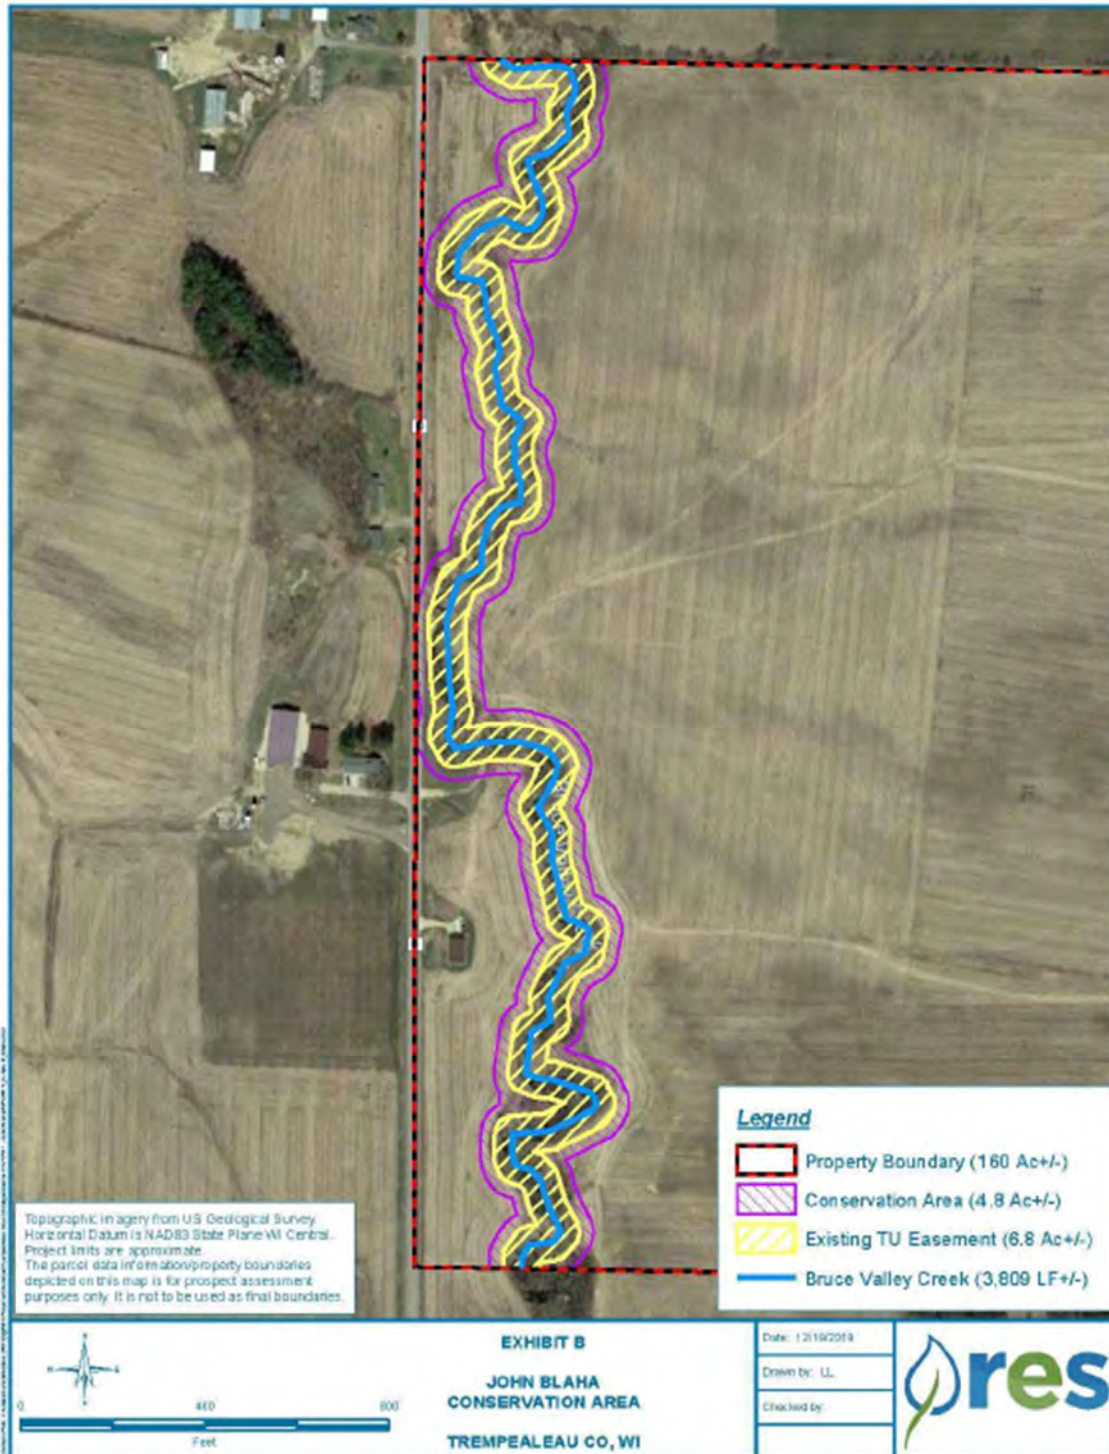 Legend
Property Boundary (160 Ac+/-)
Conservation Area (4.8 Ac+/-)
Existing TU Easement (6.8 Ac+/-)
Bruce Valley Creek (3,809 LF+/-)
Topographic imagery from US Geological Survey.
Horizontal Datum is NAD83 State Plane WI Central.
Project limits are approximate.
The parcel data information/property boundaries
depicted on this map is for prospect assessment
purposes only. It is not to be used as final boundaries.
0 400 800
Feet
EXHIBIT B
JOHN BLAHA
CONSERVATION AREA
TREMPEALEAU CO, WI
Date: 12/19/2019
Drawn by: LL
Checked by:
res